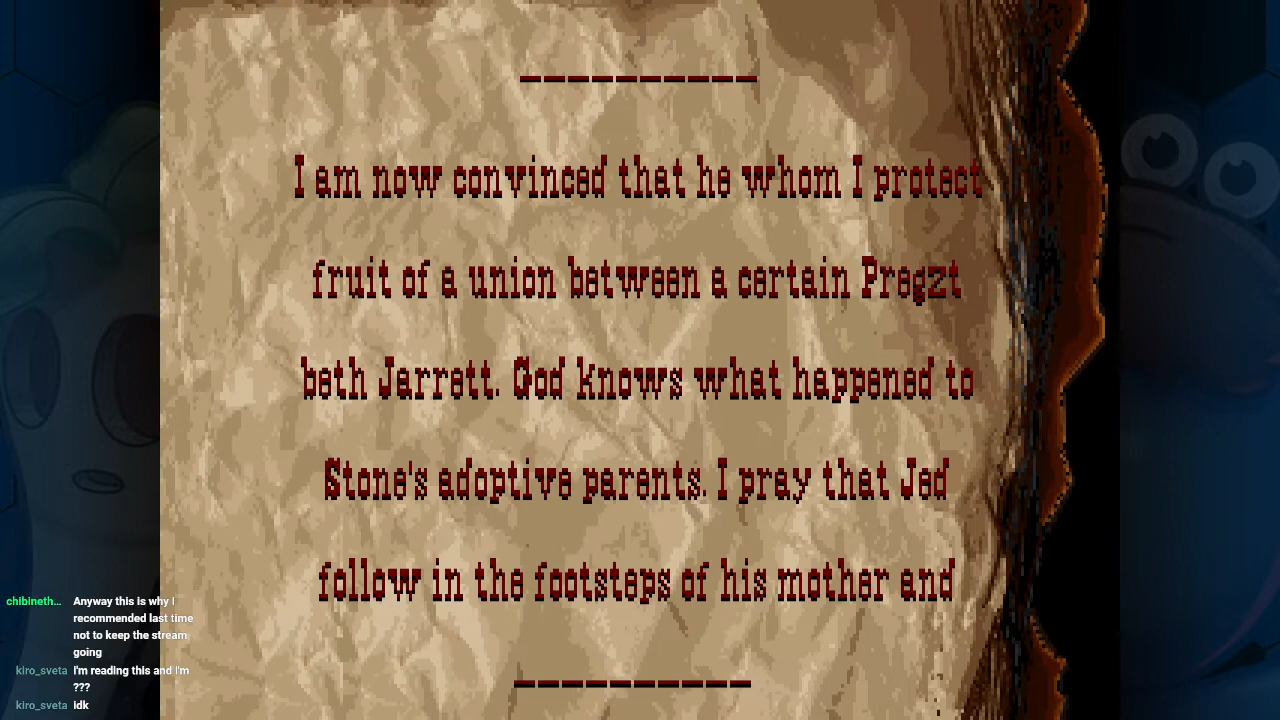 __________
I am now convinced that he whom I protect
fruit of a union between a certain Pregzt
beth Jarrett. God knows what happened to
Stone's adoptive parents. I pray that Jed
follow in the footsteps of his mother and
__________
chibineth... Anyway this is why I
recommended last time
not to keep the stream
going
kiro_sveta I'm reading this and I'm
???
kiro_sveta idk